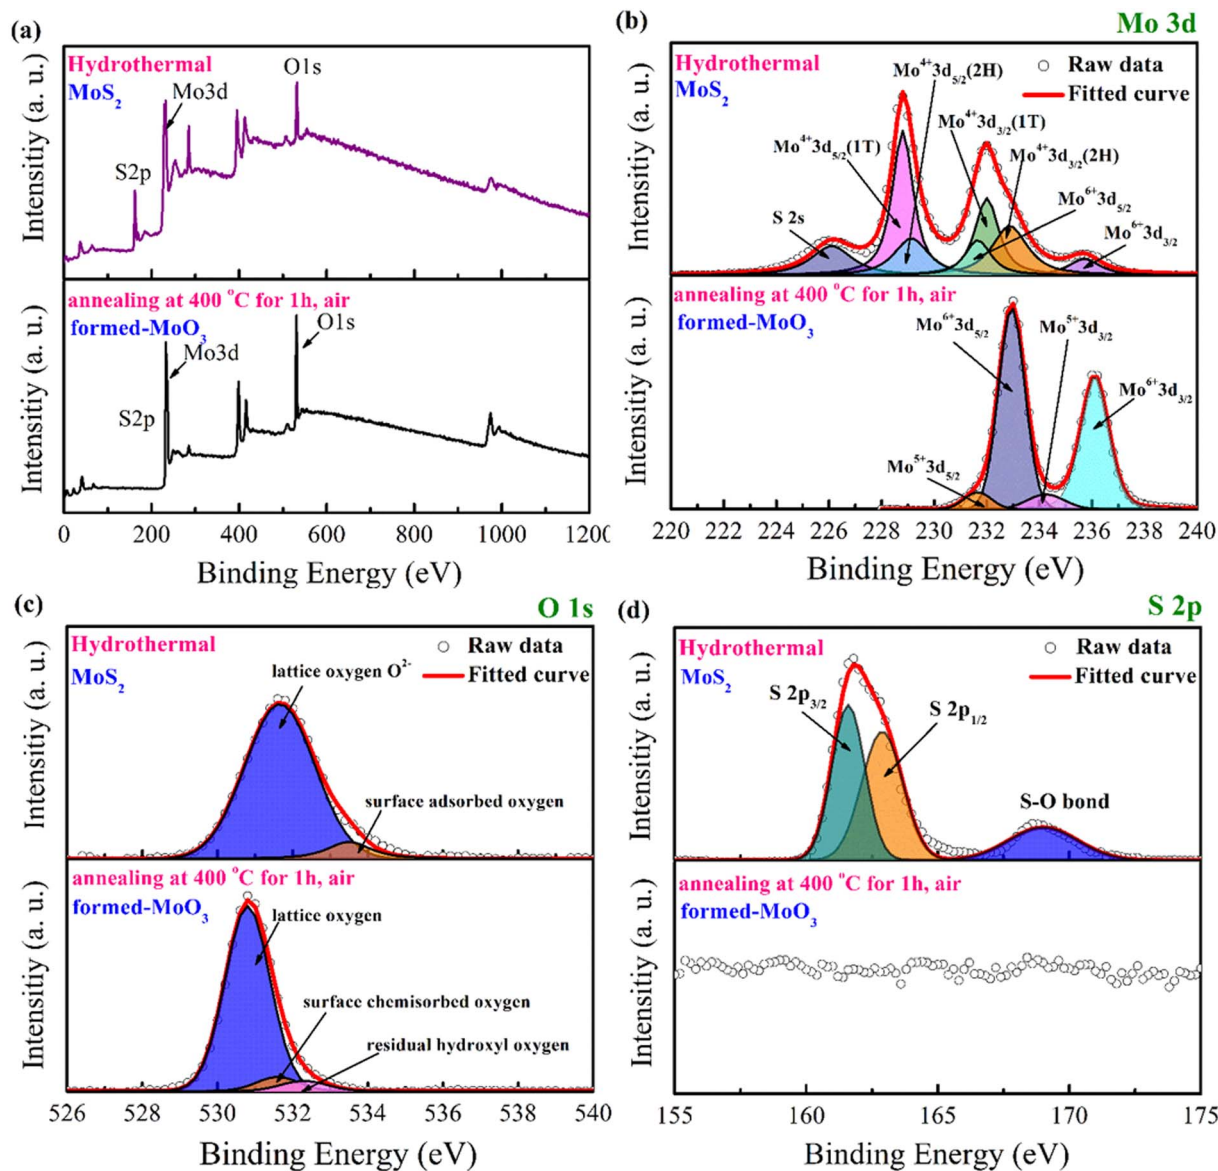 (a)
Hydrothermal
MoS2
S2p
Mo3d
O1s
Intensitiy (a. u.)
annealing at 400 °C for 1h, air
formed-MoO3
S2p
Mo3d
O1s
Intensitiy (a. u.)
0 200 400 600 800 1000 1200
Binding Energy (eV)
(b) Mo 3d
Hydrothermal
MoS2
Raw data
Fitted curve
S 2s
Mo4+3d5/2(1T)
Mo4+3d5/2(2H)
Mo4+3d3/2(1T)
Mo4+3d3/2(2H)
Mo6+3d5/2
Mo6+3d3/2
Intensitiy (a. u.)
annealing at 400 °C for 1h, air
formed-MoO3
Mo6+3d5/2
Mo5+3d3/2
Mo6+3d3/2
Mo5+3d5/2
Intensitiy (a. u.)
220 222 224 226 228 230 232 234 236 238 240
Binding Energy (eV)
(c) O 1s
Hydrothermal
MoS2
Raw data
Fitted curve
lattice oxygen O2-
surface adsorbed oxygen
Intensitiy (a. u.)
annealing at 400 °C for 1h, air
formed-MoO3
lattice oxygen
surface chemisorbed oxygen
residual hydroxyl oxygen
Intensitiy (a. u.)
526 528 530 532 534 536 538 540
Binding Energy (eV)
(d) S 2p
Hydrothermal
MoS2
Raw data
Fitted curve
S 2p3/2
S 2p1/2
S-O bond
Intensitiy (a. u.)
annealing at 400 °C for 1h, air
formed-MoO3
Intensitiy (a. u.)
155 160 165 170 175
Binding Energy (eV)